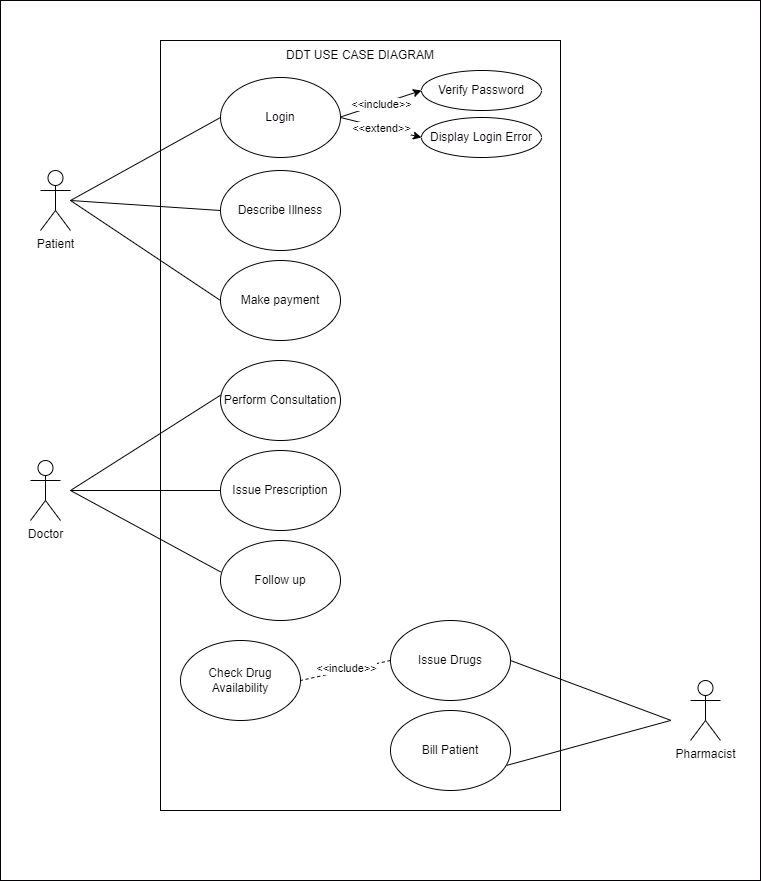 DDT USE CASE DIAGRAM
Login
<<include>>
Verify Password
<<extend>>
Display Login Error
Patient
Describe Illness
Make payment
Perform Consultation
Doctor
Issue Prescription
Follow up
Check Drug
Availability
<<include>>
Issue Drugs
Bill Patient
Pharmacist